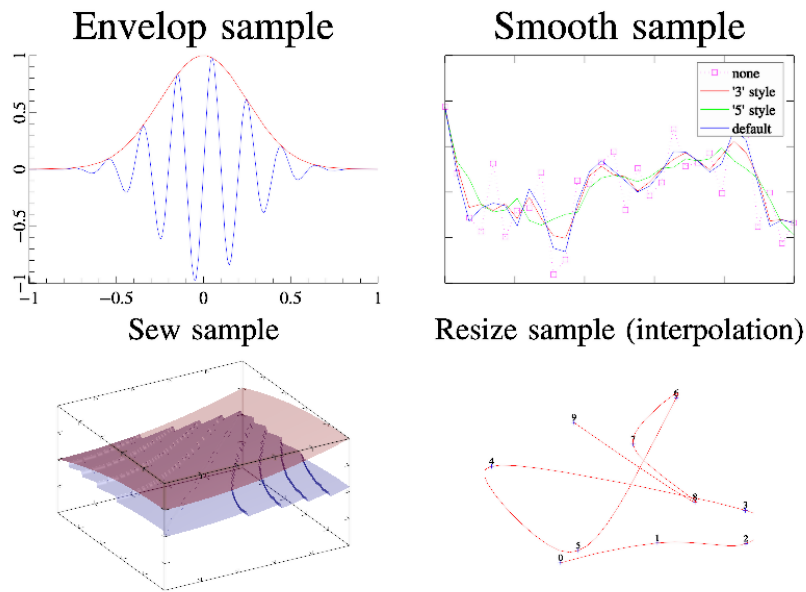 Envelop sample
1
0.5
0
−0.5
−1
−1
−0.5
0
0.5
1
Smooth sample
none
'3' style
'5' style
default
Sew sample
Resize sample (interpolation)
6
9
7
4
8
3
5
1
2
0